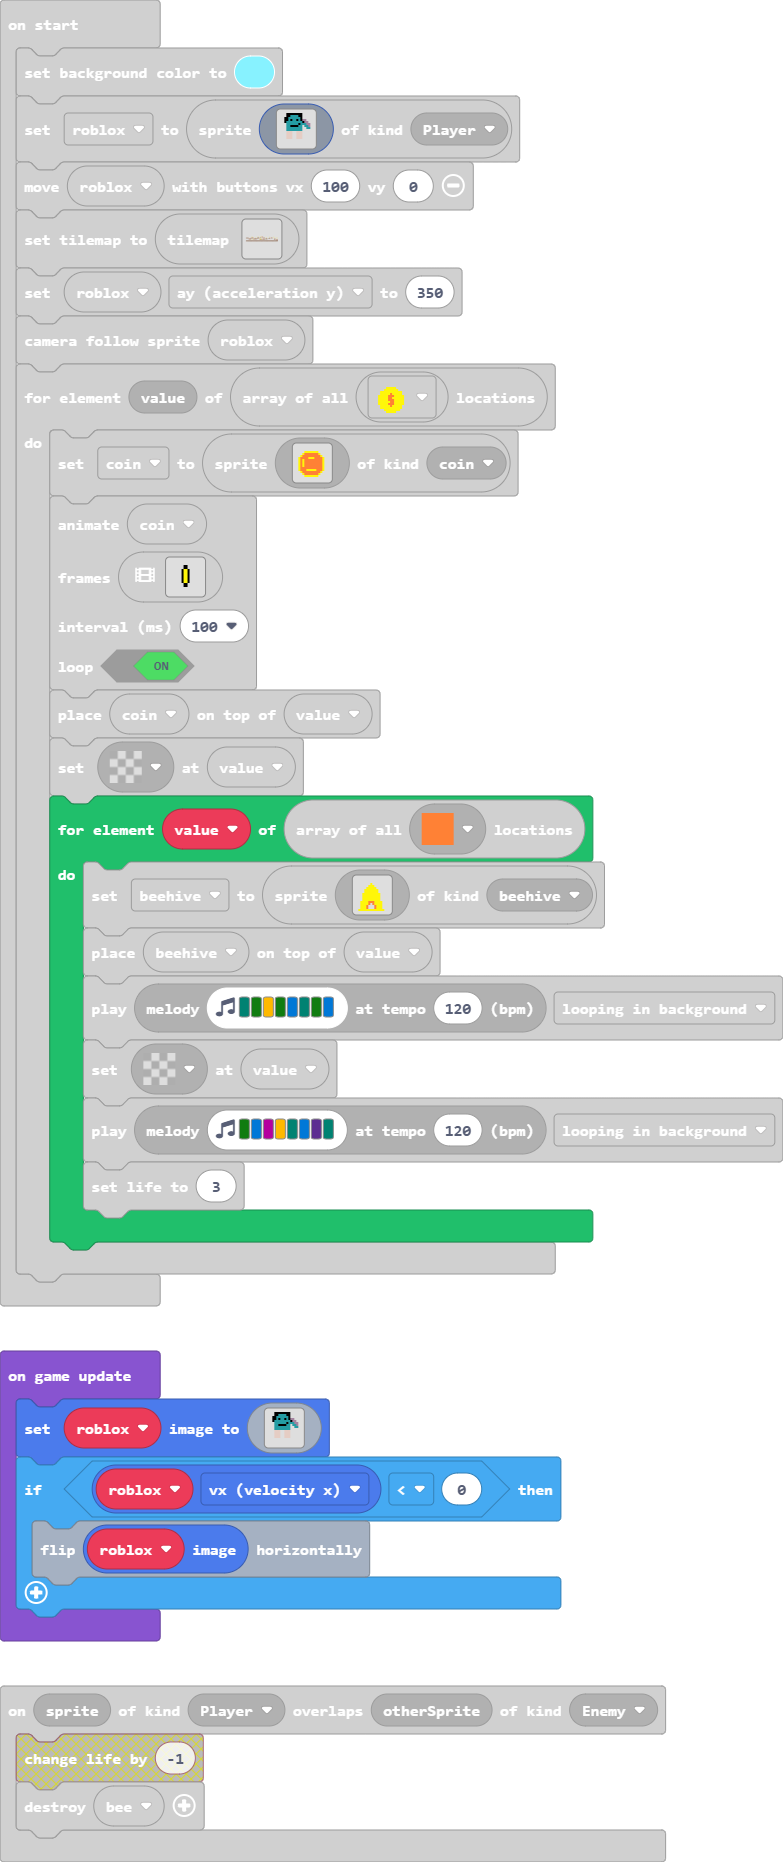 on start
set background color to
set roblox to sprite of kind Player
move roblox with buttons vx 100 vy 0
set tilemap to tilemap
set roblox ay (acceleration y) to 350
camera follow sprite roblox
for element value of array of all $ locations
do
set coin to sprite of kind coin
animate coin
frames
interval (ms) 100
loop ON
place coin on top of value
set at value
for element value of array of all locations
do
set beehive to sprite of kind beehive
place beehive on top of value
play melody at tempo 120 (bpm) looping in background
set at value
play melody at tempo 120 (bpm) looping in background
set life to 3
on game update
set roblox image to
if roblox vx (velocity x) < 0 then
flip roblox image horizontally
on sprite of kind Player overlaps otherSprite of kind Enemy
change life by -1
destroy bee